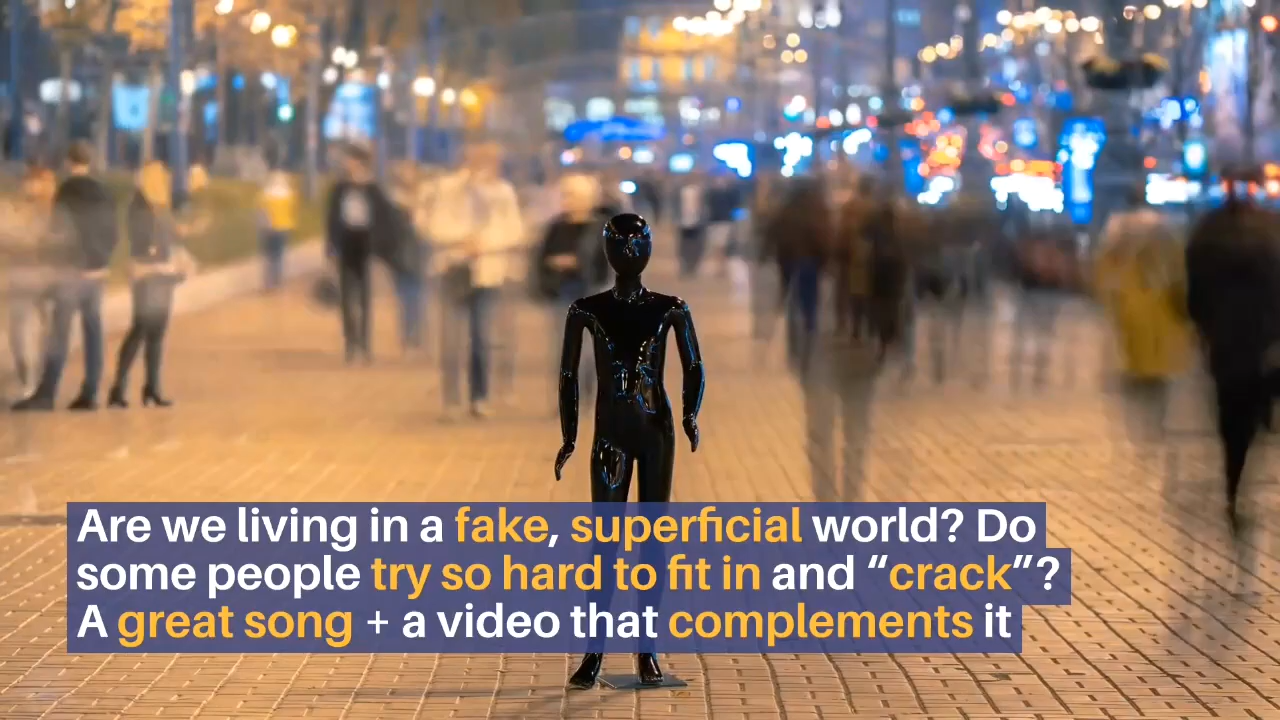 Are we living in a fake, superficial world? Do
some people try so hard to fit in and “crack”?
A great song + a video that complements it